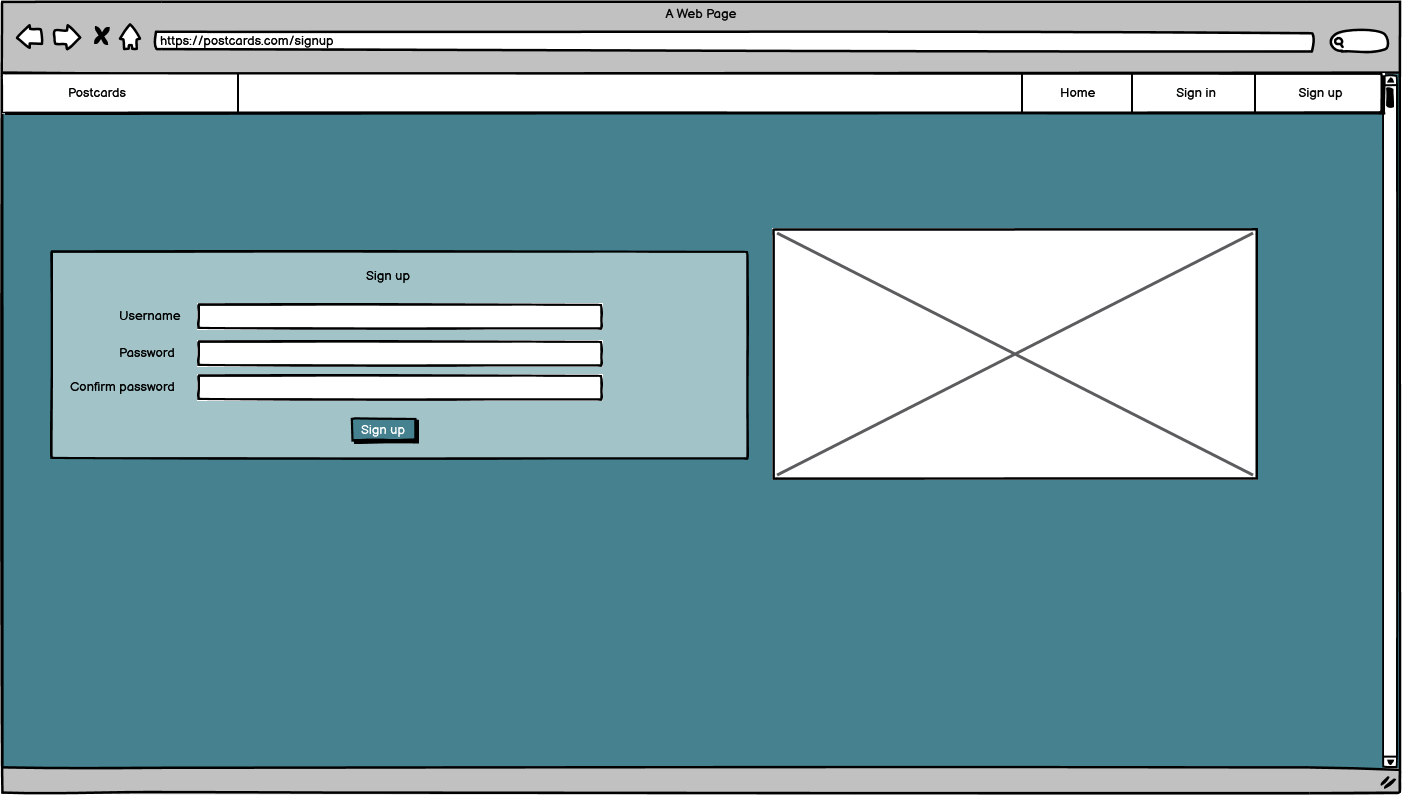 A Web Page
https://postcards.com/signup
Postcards
Home
Sign in
Sign up
Sign up
Username
Password
Confirm password
Sign up